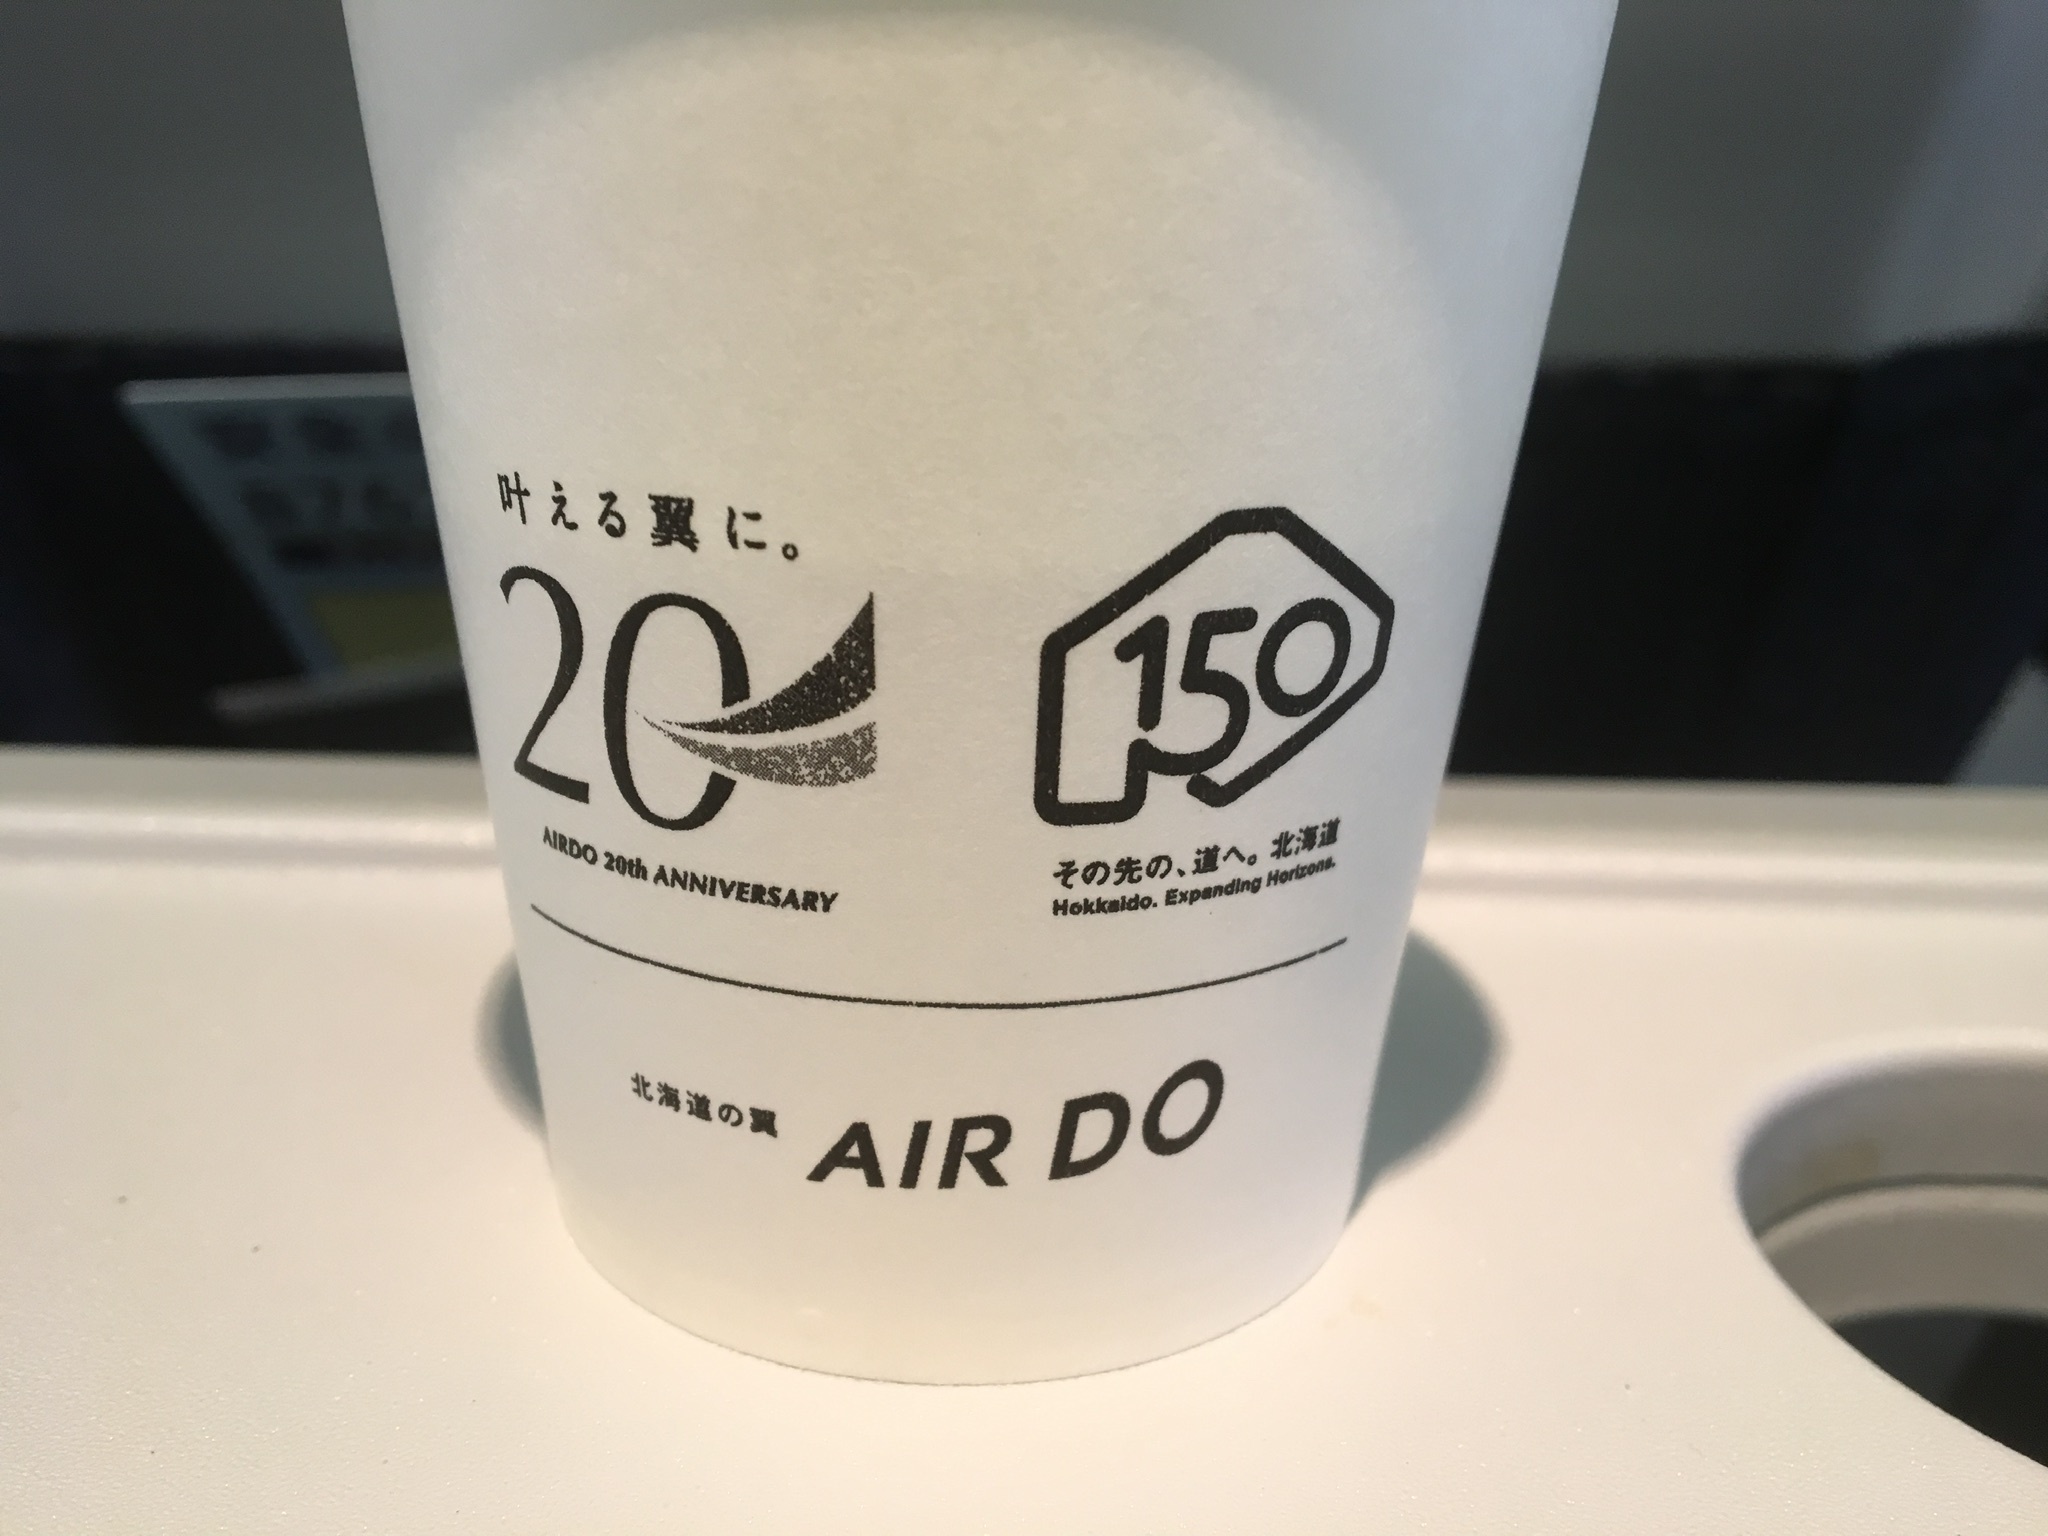 叶える翼に。
20
AIRDO 20th ANNIVERSARY
150
その先の、道へ。北海道
Hokkaido. Expanding Horizons.
北海道の翼 AIR DO